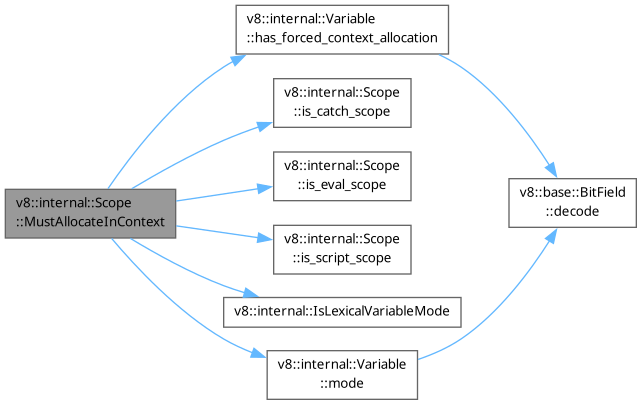 v8::internal::Scope
::MustAllocateInContext
v8::internal::Variable
::has_forced_context_allocation
v8::internal::Scope
::is_catch_scope
v8::internal::Scope
::is_eval_scope
v8::internal::Scope
::is_script_scope
v8::internal::IsLexicalVariableMode
v8::internal::Variable
::mode
v8::base::BitField
::decode